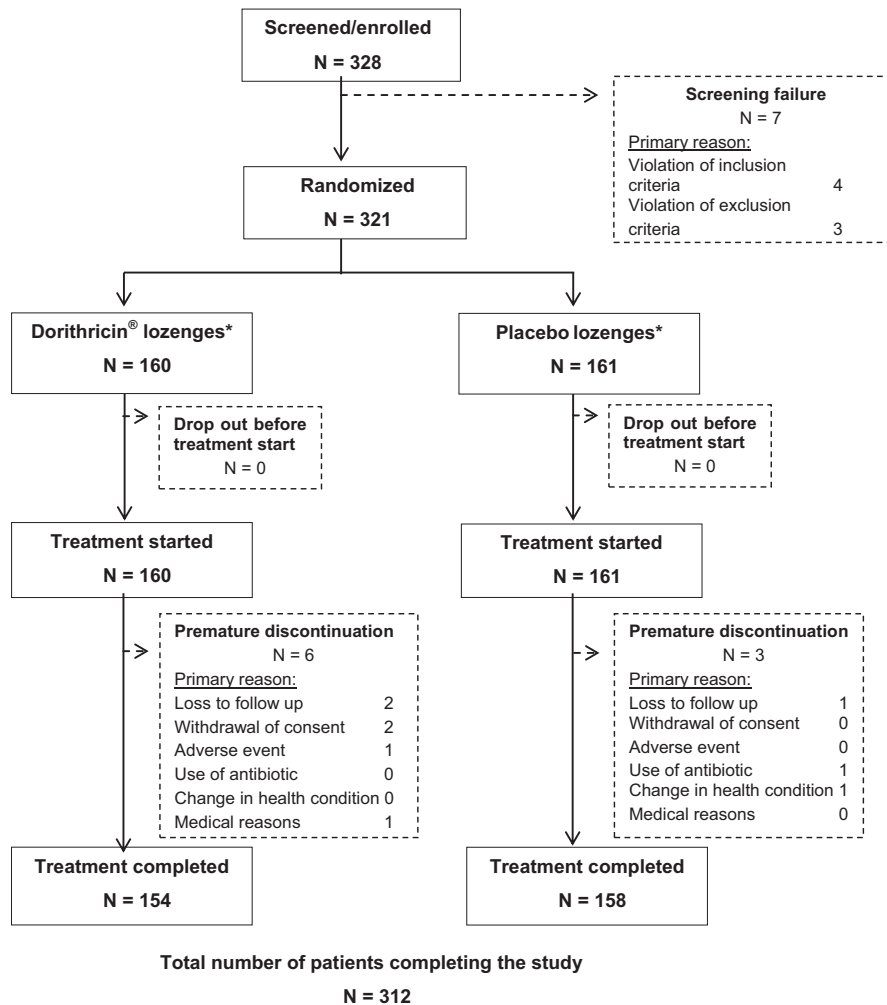 Screened/enrolled
N = 328
Screening failure
N = 7
Primary reason:
Violation of inclusion
criteria 4
Violation of exclusion
criteria 3
Randomized
N = 321
Dorithricin® lozenges*
N = 160
Placebo lozenges*
N = 161
Drop out before
treatment start
N = 0
Drop out before
treatment start
N = 0
Treatment started
N = 160
Treatment started
N = 161
Premature discontinuation
N = 6
Primary reason:
Loss to follow up 2
Withdrawal of consent 2
Adverse event 1
Use of antibiotic 0
Change in health condition 0
Medical reasons 1
Premature discontinuation
N = 3
Primary reason:
Loss to follow up 1
Withdrawal of consent 0
Adverse event 0
Use of antibiotic 1
Change in health condition 1
Medical reasons 0
Treatment completed
N = 154
Treatment completed
N = 158
Total number of patients completing the study
N = 312